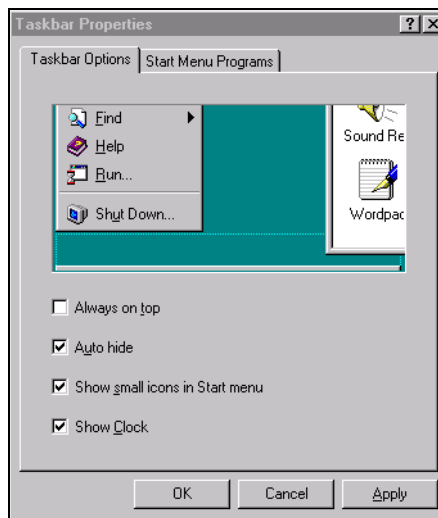 Taskbar Properties
Taskbar Options Start Menu Programs
Find
Help
Run...
Shut Down...
Sound Re
Wordpad
Always on top
Auto hide
Show small icons in Start menu
Show Clock
OK Cancel Apply